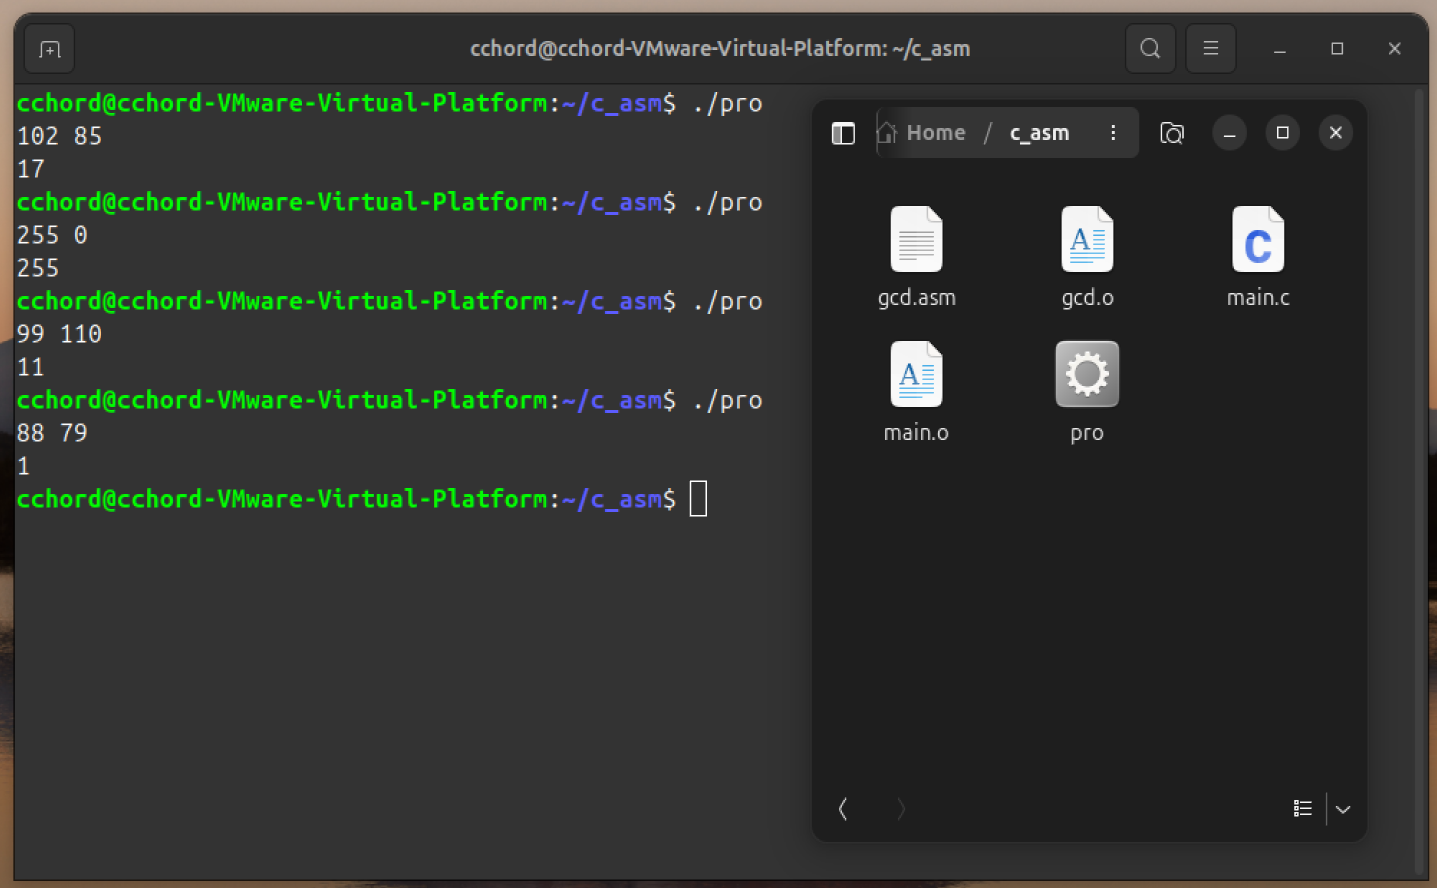 cchord@cchord-VMware-Virtual-Platform: ~/c_asm
cchord@cchord-VMware-Virtual-Platform:~/c_asm$ ./pro
102 85
17
cchord@cchord-VMware-Virtual-Platform:~/c_asm$ ./pro
255 0
255
cchord@cchord-VMware-Virtual-Platform:~/c_asm$ ./pro
99 110
11
cchord@cchord-VMware-Virtual-Platform:~/c_asm$ ./pro
88 79
1
cchord@cchord-VMware-Virtual-Platform:~/c_asm$
Home / c_asm
A
C
gcd.asm gcd.o main.c
A
main.o pro